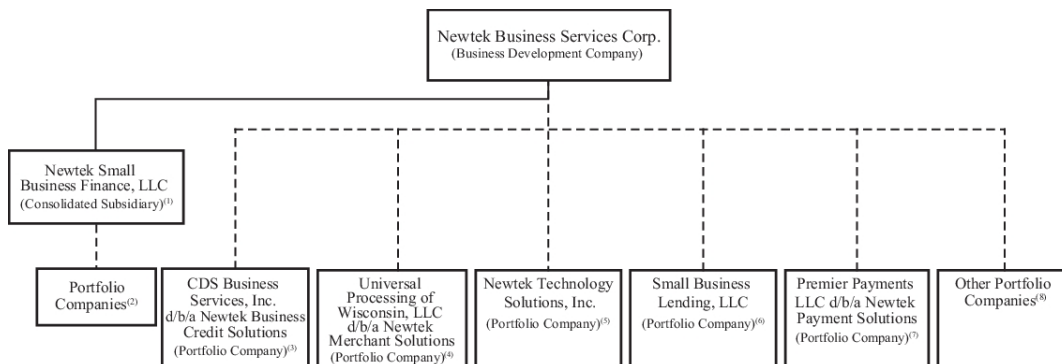 Newtek Business Services Corp.
(Business Development Company)
Newtek Small
Business Finance, LLC
(Consolidated Subsidiary)(1)
Portfolio
Companies(2)
CDS Business
Services, Inc.
d/b/a Newtek Business
Credit Solutions
(Portfolio Company)(3)
Universal
Processing of
Wisconsin, LLC
d/b/a Newtek
Merchant Solutions
(Portfolio Company)(4)
Newtek Technology
Solutions, Inc.
(Portfolio Company)(5)
Small Business
Lending, LLC
(Portfolio Company)(6)
Premier Payments
LLC d/b/a Newtek
Payment Solutions
(Portfolio Company)(7)
Other Portfolio
Companies(8)